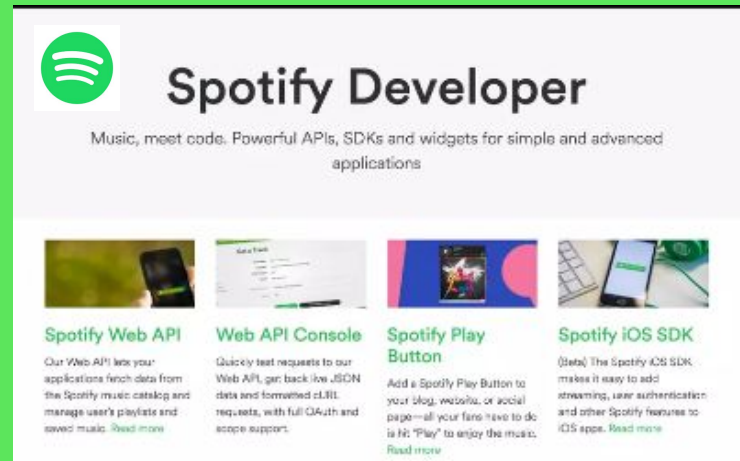 Spotify Developer
Music, meet code. Powerful APIs, SDKs and widgets for simple and advanced
applications
Spotify Web API
Our Web API lets your
applications fetch data from
the Spotify music catalog and
manage user's playlists and
saved music. Read more
Web API Console
Quickly test requests to our
Web API, get back live JSON
data and formatted cURL
requests, with full OAuth and
scope support.
Spotify Play
Button
Add a Spotify Play Button to
your blog, website, or social
page—all your fans have to do
is hit "Play" to enjoy the music.
Read more
Spotify iOS SDK
(Beta) The Spotify iOS SDK
makes it easy to add
streaming, user authentication
and other Spotify features to
iOS apps. Read more